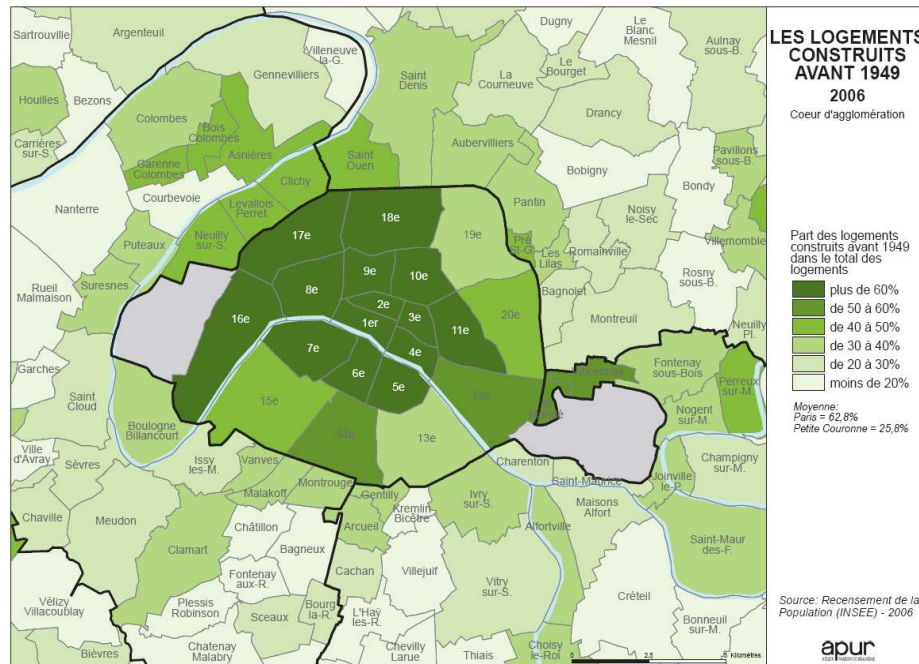 LES LOGEMENTS
CONSTRUITS
AVANT 1949
2006
Coeur d'agglomération
Part des logements
construits avant 1949
dans le total des
logements
plus de 60%
de 50 à 60%
de 40 à 50%
de 30 à 40%
de 20 à 30%
moins de 20%
Moyenne:
Paris = 62,8%
Petite Couronne = 25,8%
Source: Recensement de la
Population (INSEE) - 2006
apur
Sartrouville
Argenteuil
Villeneuve
la-G.
Dugny
Le
Blanc
Mesnil
Aulnay
sous-B.
Gennevilliers
Saint
Denis
La
Courneuve
Le
Bourget
Drancy
Houilles
Bezons
Colombes
Bois
Colombes
Asnières
Aubervilliers
Carrières
sur-S.
Garenne
Colombes
Saint
Ouen
Clichy
Bobigny
Pavillons
sous-B.
Bondy
Nanterre
Courbevoie
Levallois
Perret
Neuilly
sur-S.
Pantin
Noisy
le-Sec
Villemomble
Puteaux
Pré
St-G.
Les
Lilas
Romainville
Rosny
sous-B.
Rueil
Malmaison
Suresnes
Bagnolet
Montreuil
Neuilly
Pl.
17e
18e
19e
9e
10e
8e
2e
3e
1er
11e
20e
16e
7e
4e
6e
5e
12e
15e
14e
13e
Garches
Saint
Cloud
Fontenay
sous-Bois
Perreux
sur-M.
Boulogne
Billancourt
Nogent
sur-M.
Ville
d'Avray
Sèvres
Issy
les-M.
Vanves
Malakoff
Montrouge
Gentilly
Charenton
Saint-Maurice
Joinville
le-P.
Champigny
sur-M.
Chaville
Meudon
Clamart
Châtillon
Bagneux
Arcueil
Kremlin
Bicêtre
Ivry
sur-S.
Alfortville
Maisons
Alfort
Saint-Maur
des-F.
Cachan
Villejuif
Vitry
sur-S.
Créteil
Fontenay
aux-R.
Vélizy
Villacoublay
Plessis
Robinson
Sceaux
Bourg
la-R.
L'Haÿ
les-R.
Bonneuil
sur-M.
Bièvres
Chatenay
Malabry
Chevilly
Larue
Thiais
Choisy
le-Roi
0
2,5
5
Kilomètres